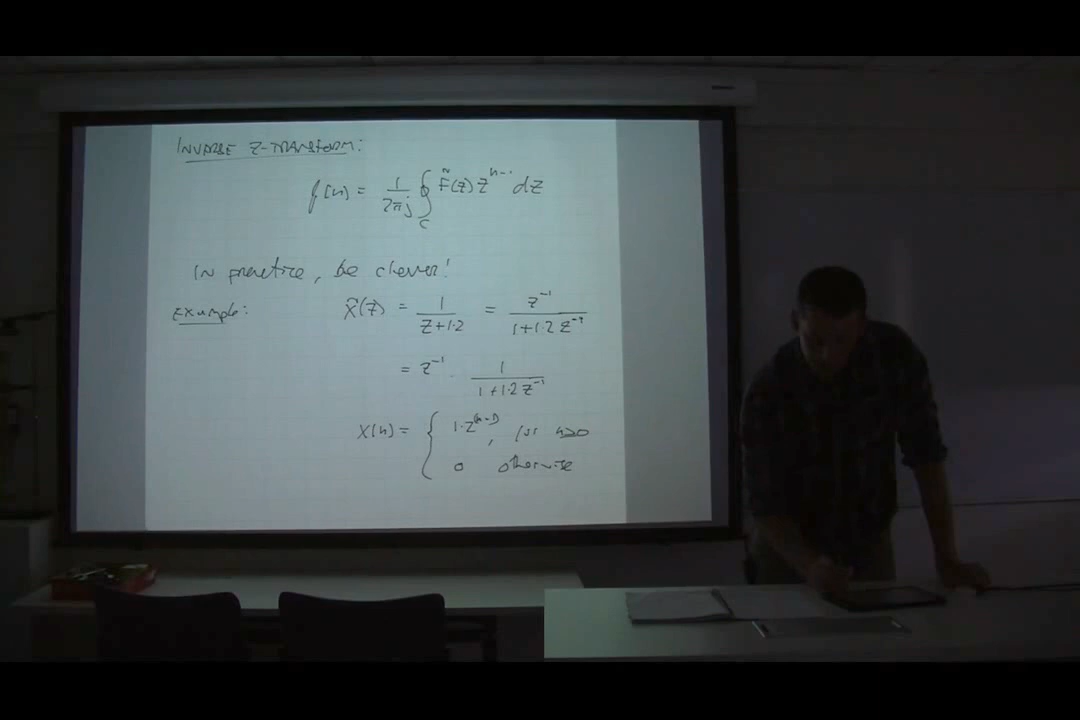 INVERSE Z-TRANSFORM:
f(n) = 1/2πj ∮_C F̃(z) z^(n-1) dz
In practice, be clever!
Example: X̃(z) = 1/(z+1.2) = z^-1/(1+1.2 z^-1)
= z^-1 · 1/(1+1.2 z^-1)
x(n) = { 1.2^(n-1), for n≥0
0 otherwise